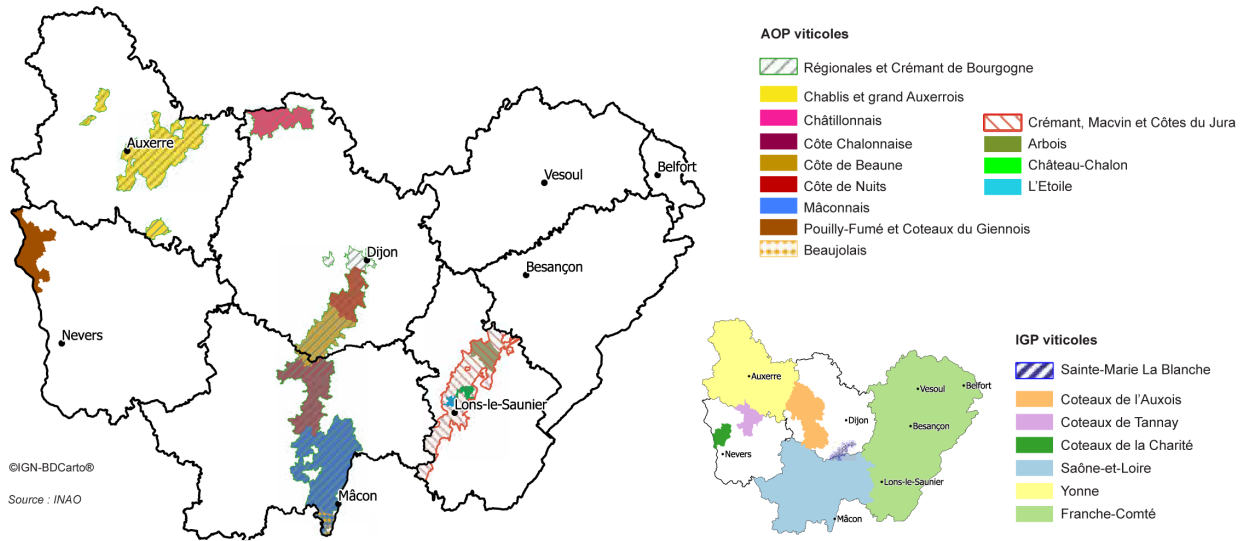 Auxerre
Vesoul
Belfort
Dijon
Besançon
Nevers
Lons-le-Saunier
Mâcon
©IGN-BDCarto®
Source : INAO
AOP viticoles
Régionales et Crémant de Bourgogne
Chablis et grand Auxerrois
Châtillonnais
Côte Chalonnaise
Côte de Beaune
Côte de Nuits
Mâconnais
Pouilly-Fumé et Coteaux du Giennois
Beaujolais
Crémant, Macvin et Côtes du Jura
Arbois
Château-Chalon
L'Etoile
Auxerre
Vesoul
Belfort
Dijon
Besançon
Nevers
Lons-le-Saunier
Mâcon
IGP viticoles
Sainte-Marie La Blanche
Coteaux de l'Auxois
Coteaux de Tannay
Coteaux de la Charité
Saône-et-Loire
Yonne
Franche-Comté